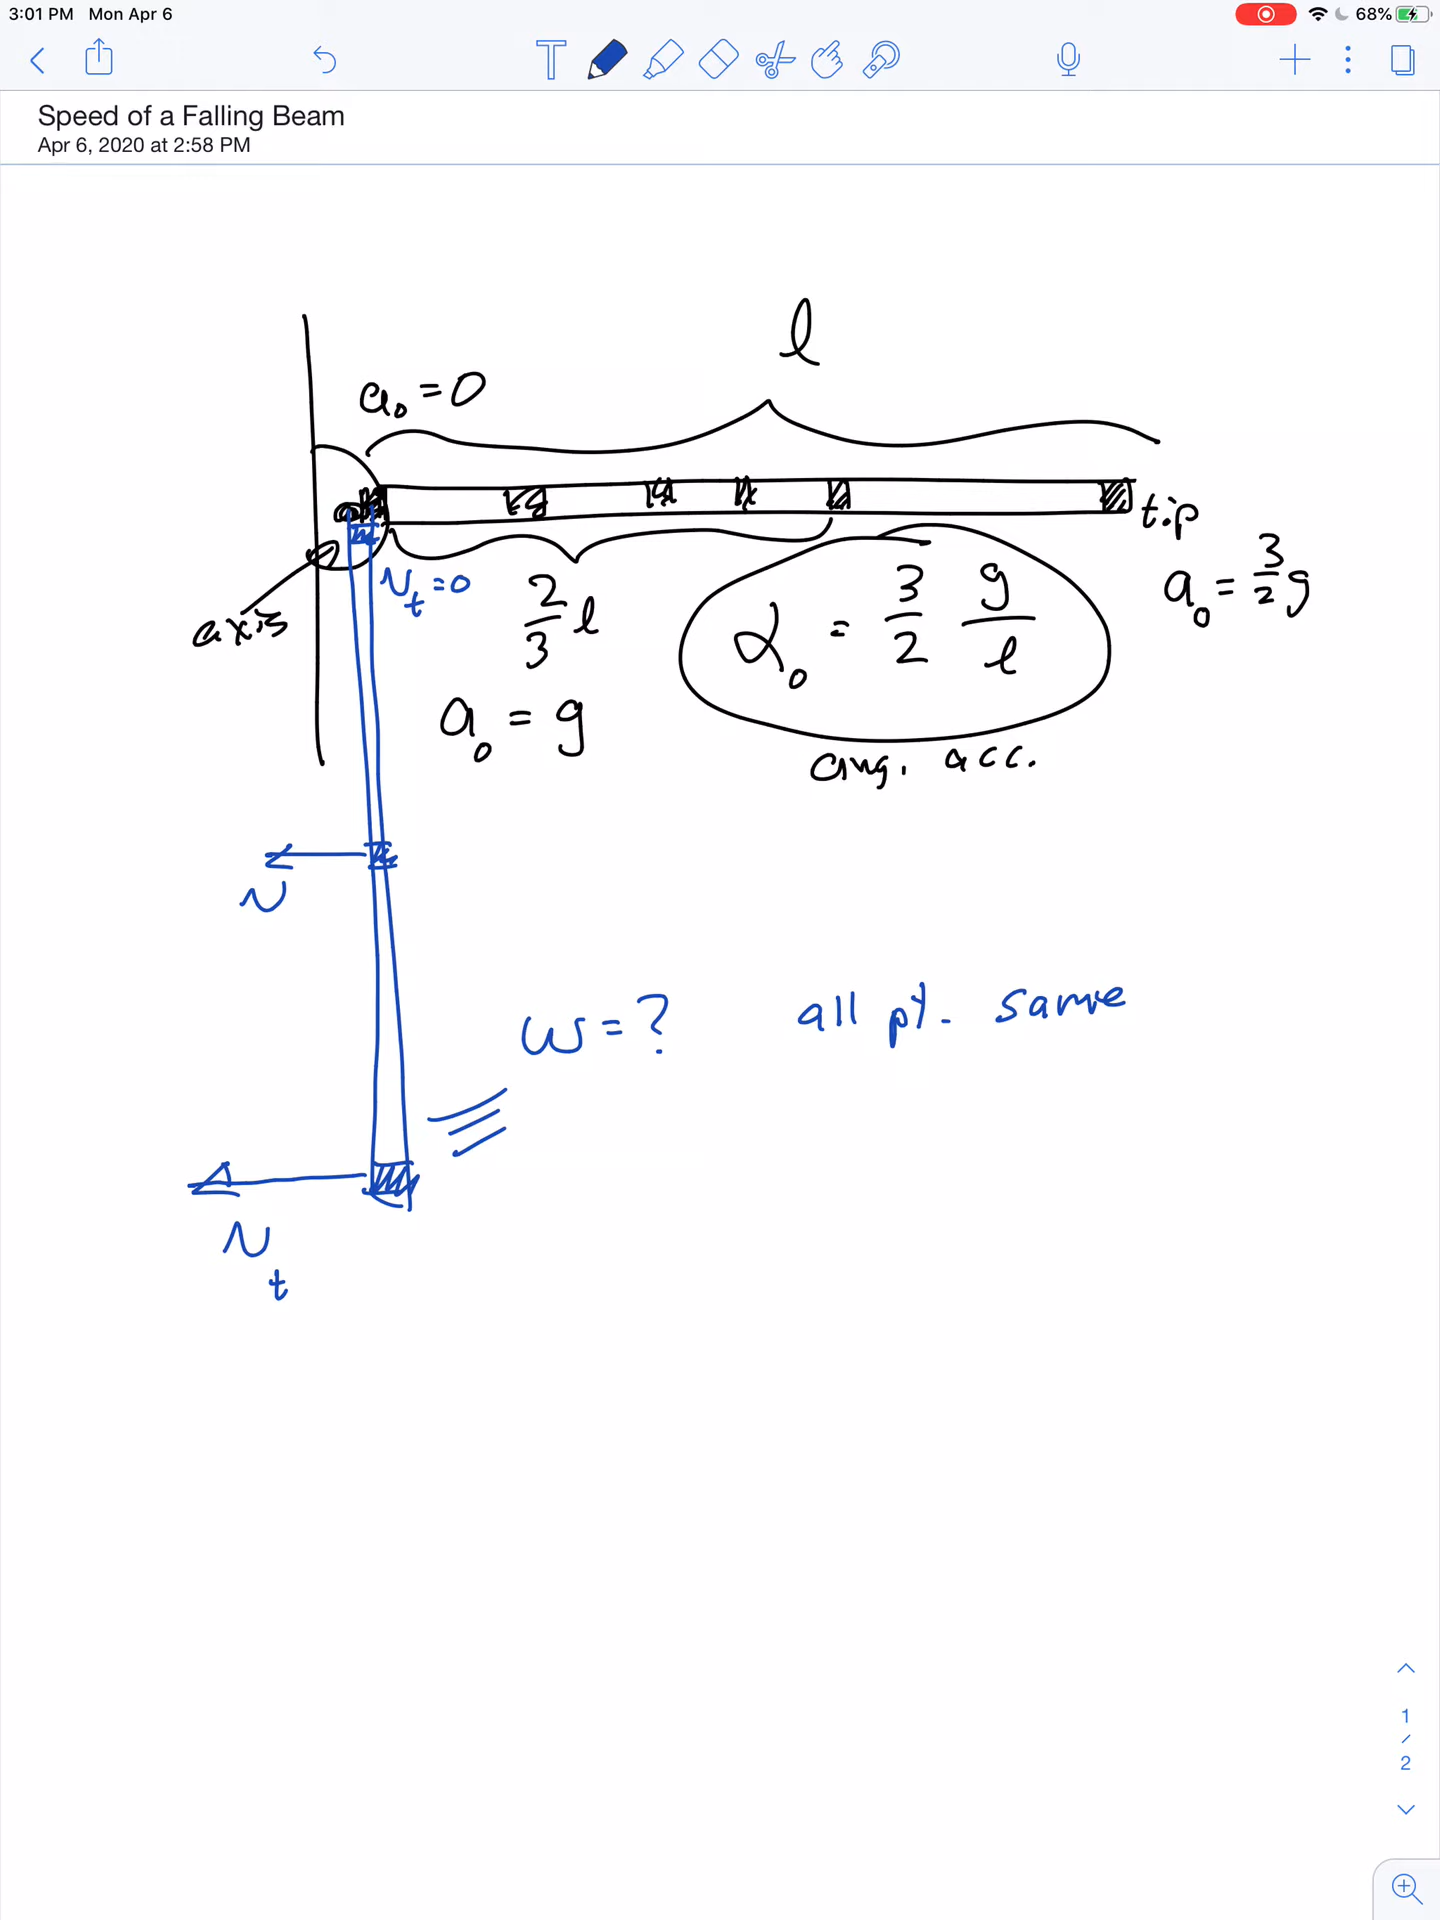 3:01 PM Mon Apr 6
68%
T
Speed of a Falling Beam
Apr 6, 2020 at 2:58 PM
l
a₀ = 0
tip
a₀ = 3/2 g
axis
v_t = 0
2/3 l
α₀ = 3/2 g/l
a₀ = g
ang. acc.
v
ω = ?
all pt. same
v_t
1
/
2